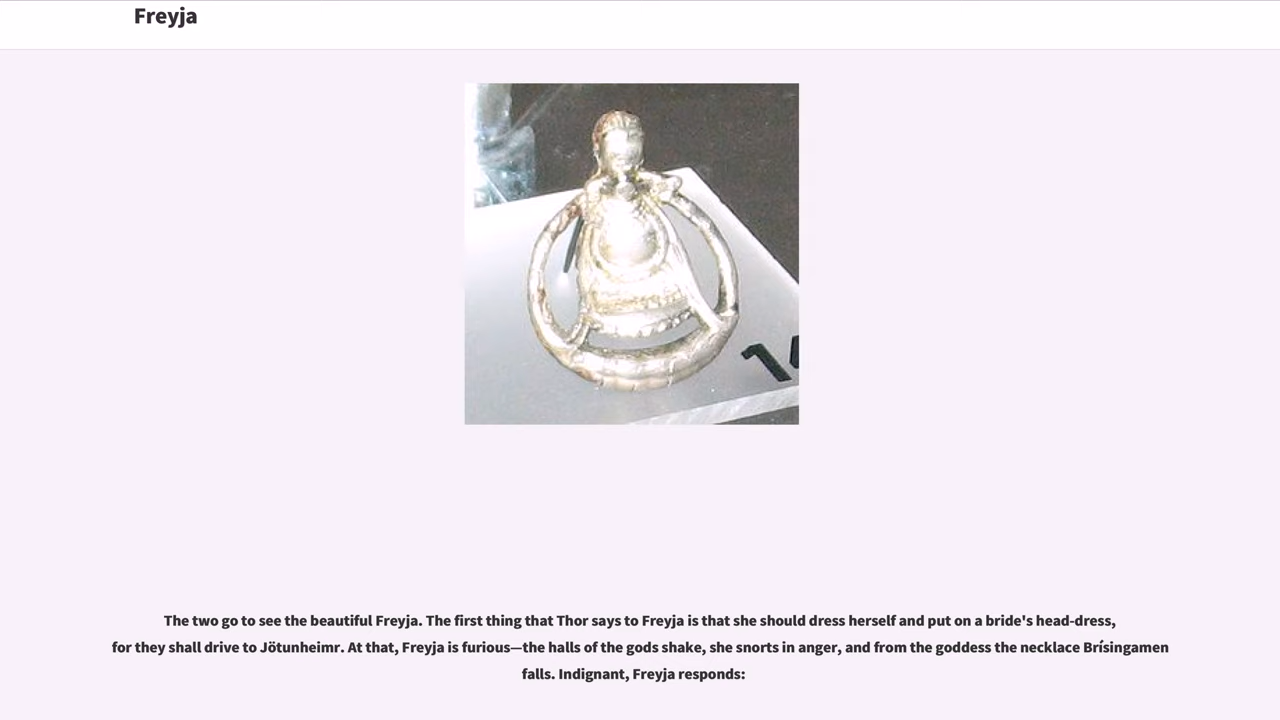 Freyja
The two go to see the beautiful Freyja. The first thing that Thor says to Freyja is that she should dress herself and put on a bride's head-dress,
for they shall drive to Jötunheimr. At that, Freyja is furious—the halls of the gods shake, she snorts in anger, and from the goddess the necklace Brísingamen
falls. Indignant, Freyja responds: